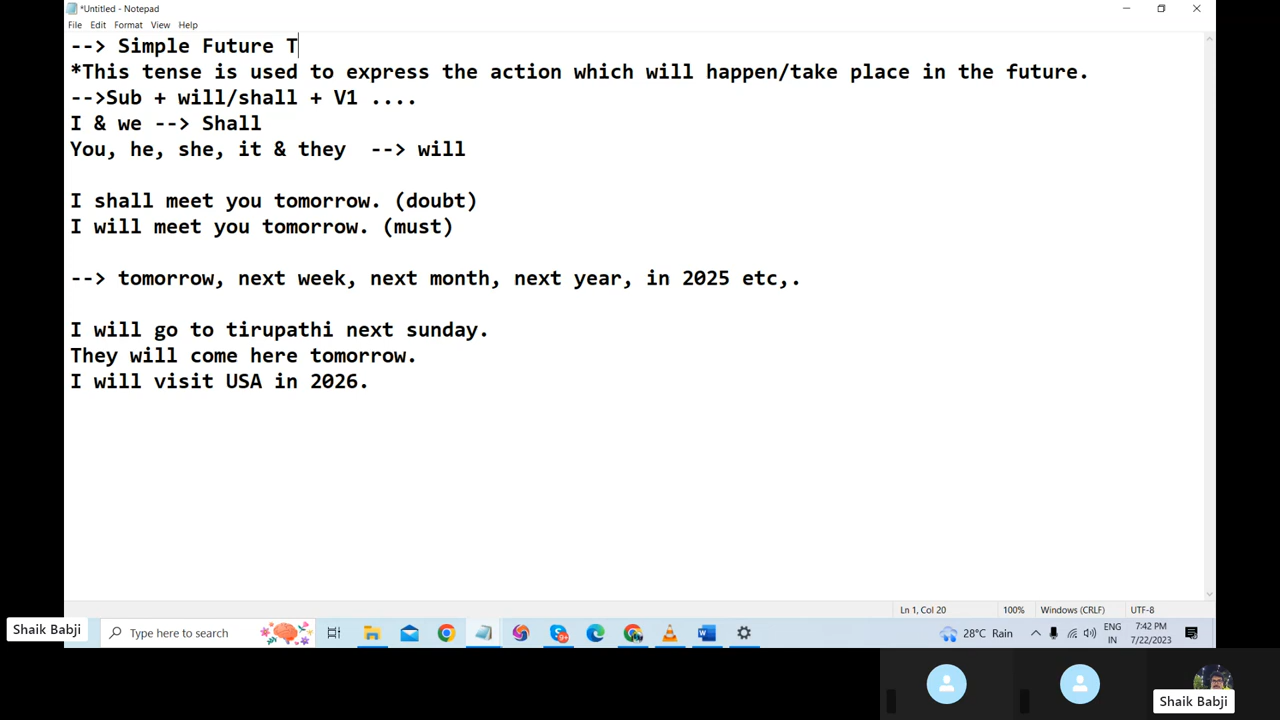 *Untitled - Notepad
File Edit Format View Help
--> Simple Future T
*This tense is used to express the action which will happen/take place in the future.
-->Sub + will/shall + V1 ....
I & we --> Shall
You, he, she, it & they  --> will
I shall meet you tomorrow. (doubt)
I will meet you tomorrow. (must)
--> tomorrow, next week, next month, next year, in 2025 etc,.
I will go to tirupathi next sunday.
They will come here tomorrow.
I will visit USA in 2026.
Ln 1, Col 20 100% Windows (CRLF) UTF-8
Shaik Babji
Type here to search
28°C Rain
ENG
IN
7:42 PM
7/22/2023
Shaik Babji